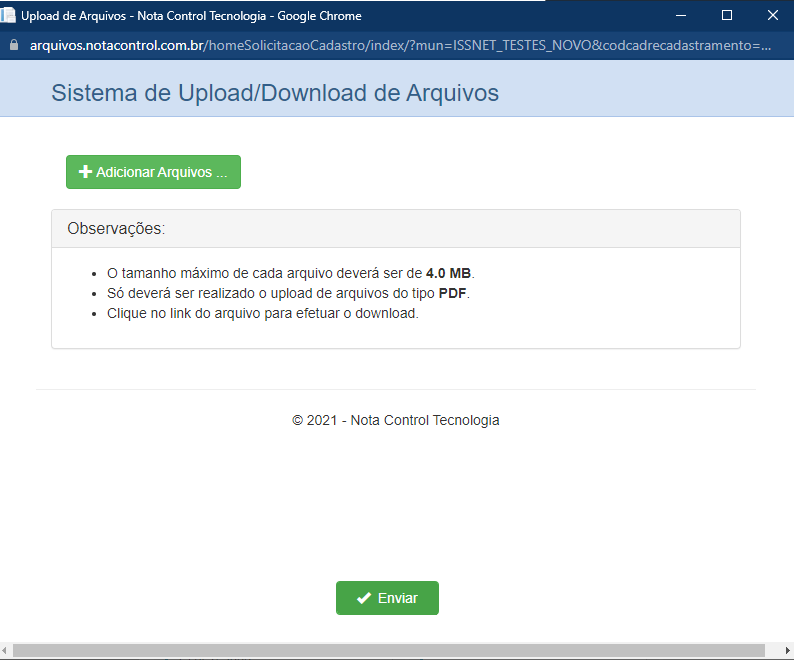 Upload de Arquivos - Nota Control Tecnologia - Google Chrome
arquivos.notacontrol.com.br/homeSolicitacaoCadastro/index/?mun=ISSNET_TESTES_NOVO&codcadrecadastramento=...
Sistema de Upload/Download de Arquivos
Adicionar Arquivos ...
Observações:
• O tamanho máximo de cada arquivo deverá ser de 4.0 MB.
• Só deverá ser realizado o upload de arquivos do tipo PDF.
• Clique no link do arquivo para efetuar o download.
© 2021 - Nota Control Tecnologia
Enviar